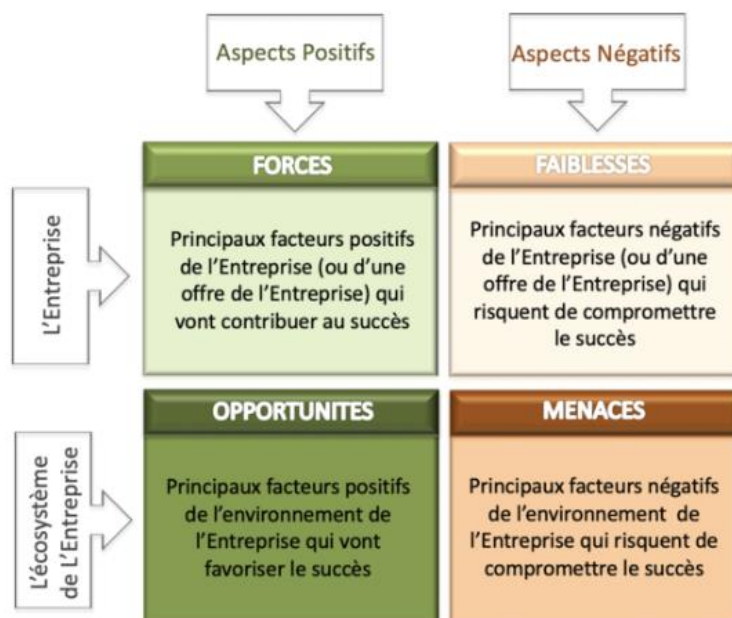 Aspects Positifs
Aspects Négatifs
L'Entreprise
FORCES
Principaux facteurs positifs
de l'Entreprise (ou d'une
offre de l'Entreprise) qui
vont contribuer au succès
FAIBLESSES
Principaux facteurs négatifs
de l'Entreprise (ou d'une
offre de l'Entreprise) qui
risquent de compromettre
le succès
L'écosystème
de L'Entreprise
OPPORTUNITES
Principaux facteurs positifs
de l'environnement de
l'Entreprise qui vont
favoriser le succès
MENACES
Principaux facteurs négatifs
de l'environnement de
l'Entreprise qui risquent de
compromettre le succès